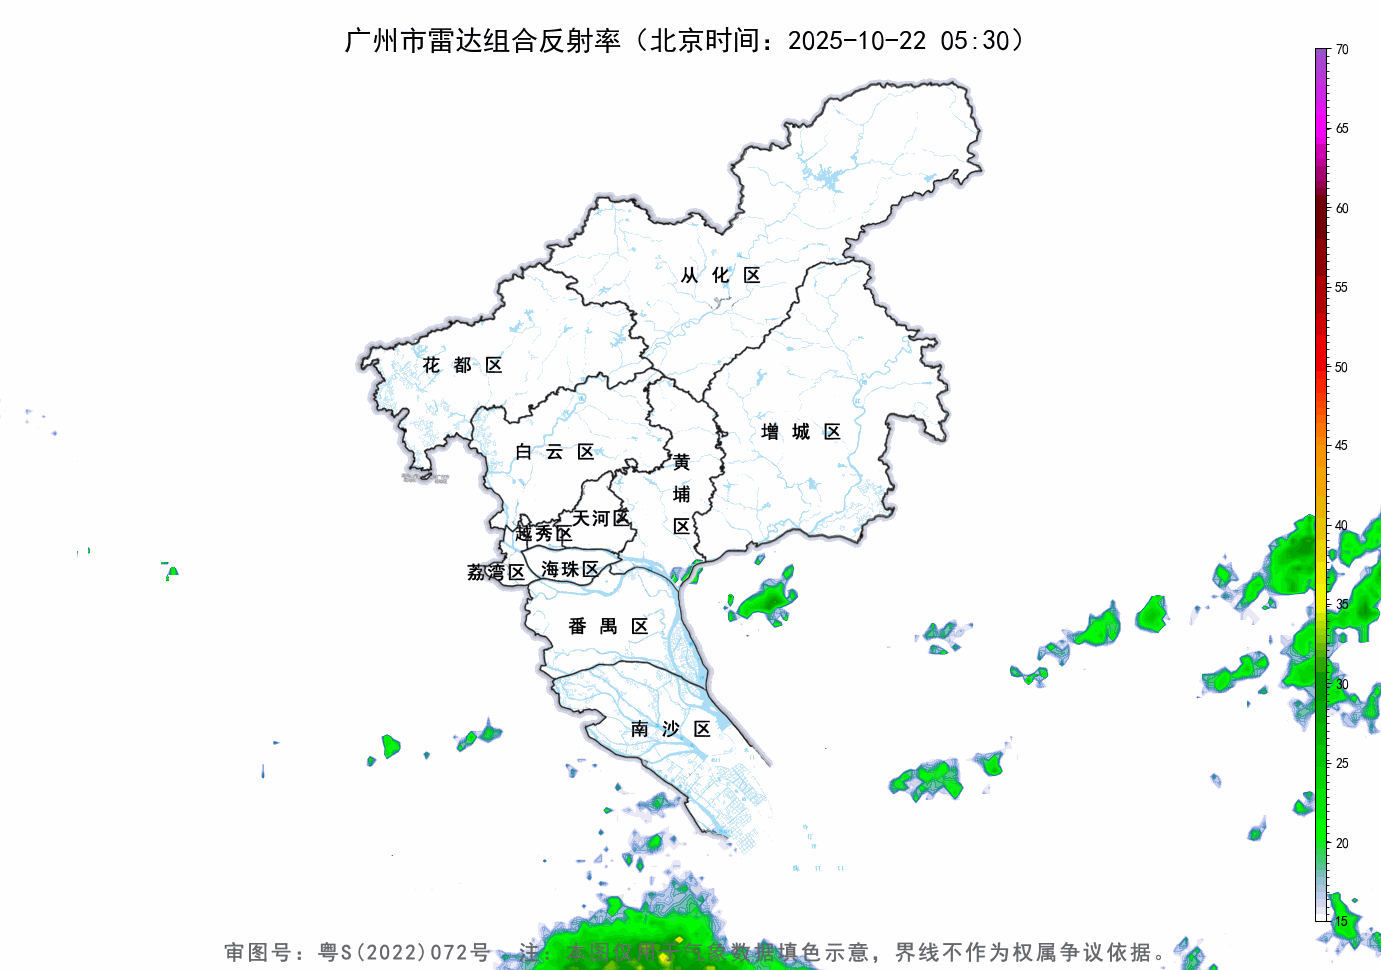 广州市雷达组合反射率（北京时间：2025-10-22 05:30）
70
65
60
55
50
45
40
35
30
25
20
15
从化区
花都区
增城区
白云区
黄埔区
天河区
越秀区
荔湾区
海珠区
番禺区
南沙区
审图号：粤S(2022)072号 注：本图仅用于气象数据填色示意，界线不作为权属争议依据。